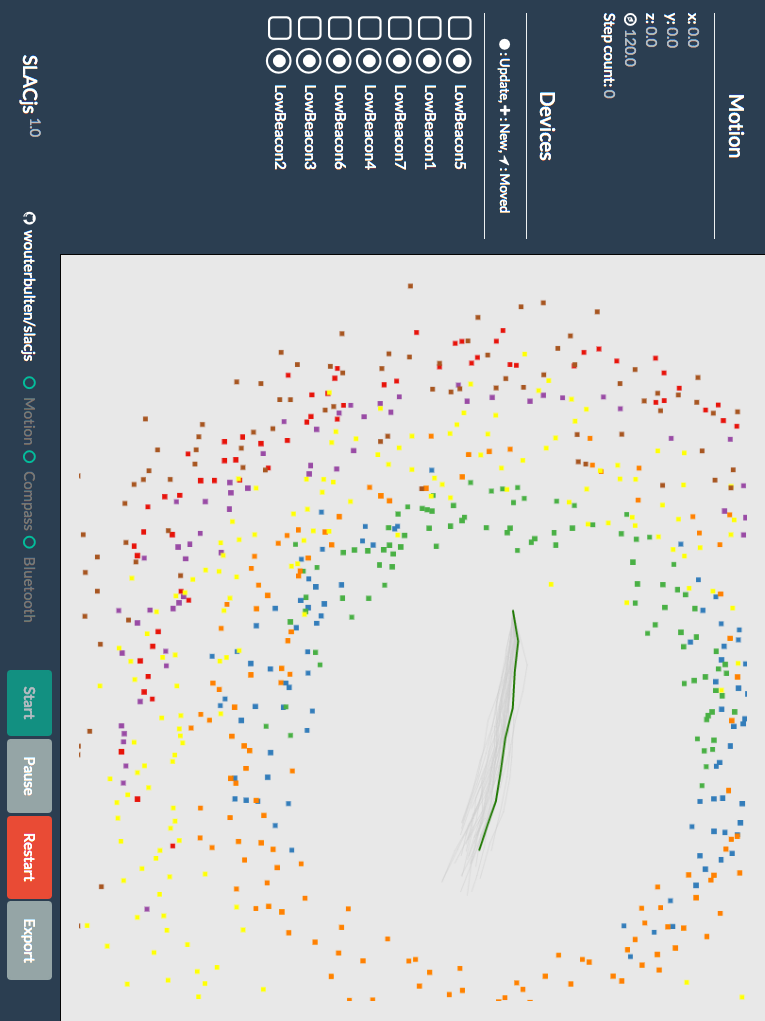 Motion
x: 0.0
y: 0.0
z: 0.0
120.0
Step count: 0
Devices
: Update, : New, : Moved
LowBeacon5
LowBeacon1
LowBeacon7
LowBeacon4
LowBeacon6
LowBeacon3
LowBeacon2
SLACjs 1.0
wouterbulten/slacjs Motion Compass Bluetooth
Start Pause Restart Export